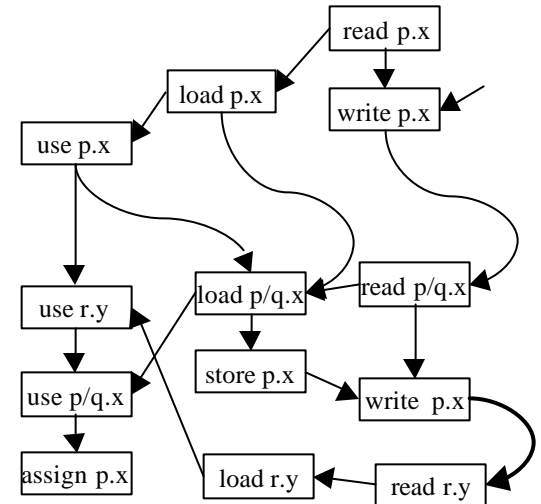 read p.x
load p.x
write p.x
use p.x
load p/q.x
read p/q.x
use r.y
store p.x
use p/q.x
write p.x
assign p.x
load r.y
read r.y